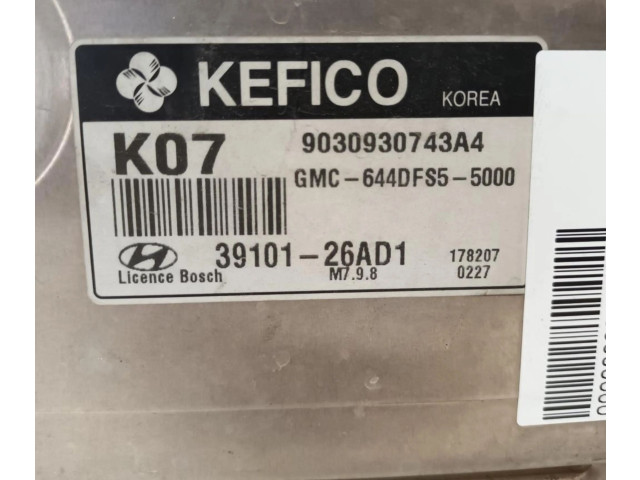 KEFICO KOREA
K07 9030930743A4
GMC-644DFS5-5000
39101-26AD1 178207
Licence Bosch M7.9.8 0227